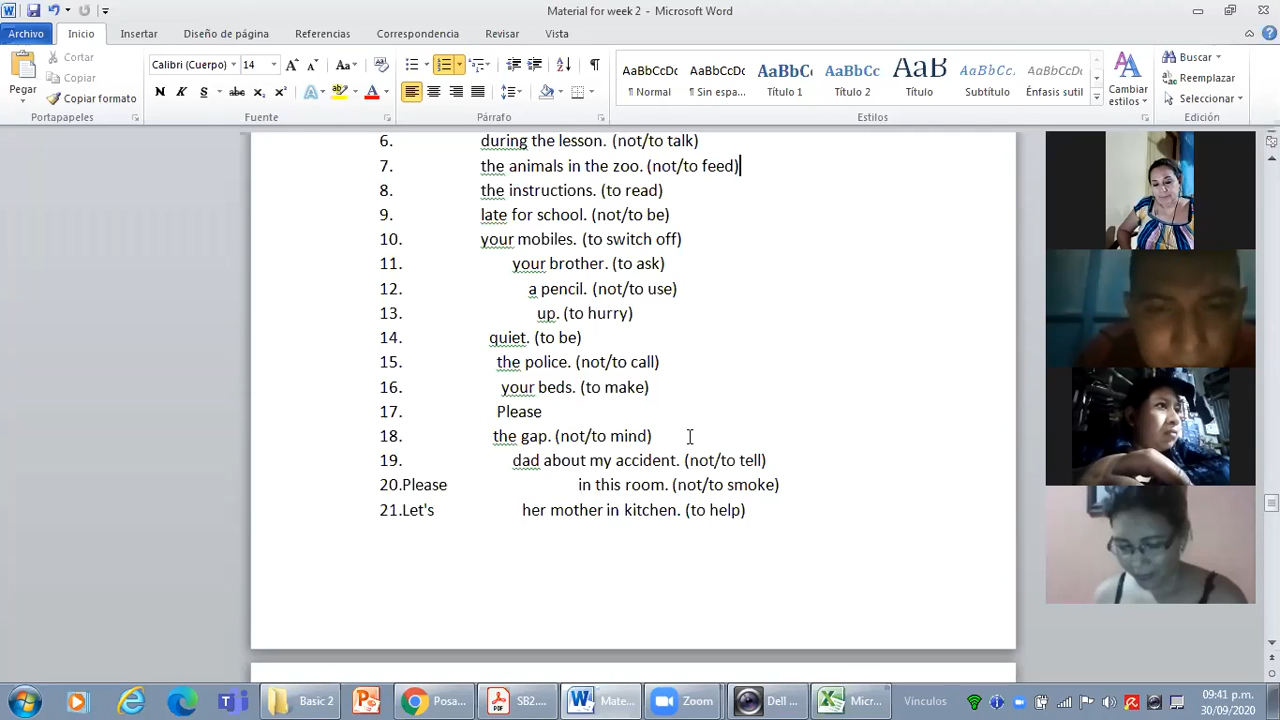 Material for week 2 - Microsoft Word
Archivo Inicio Insertar Diseño de página Referencias Correspondencia Revisar Vista
Pegar
Cortar
Copiar
Copiar formato
Portapapeles
Calibri (Cuerpo) 14
Fuente
Párrafo
AaBbCcDc AaBbCcDc AaBbC( AaBbCc AaB AaBbCc. AaBbCcDc
¶ Normal ¶ Sin espa... Título 1 Título 2 Título Subtítulo Énfasis sutil
Cambiar estilos
Estilos
Buscar
Reemplazar
Seleccionar
Edición
6. during the lesson. (not/to talk)
7. the animals in the zoo. (not/to feed)
8. the instructions. (to read)
9. late for school. (not/to be)
10. your mobiles. (to switch off)
11. your brother. (to ask)
12. a pencil. (not/to use)
13. up. (to hurry)
14. quiet. (to be)
15. the police. (not/to call)
16. your beds. (to make)
17. Please
18. the gap. (not/to mind)
19. dad about my accident. (not/to tell)
20.Please in this room. (not/to smoke)
21.Let's her mother in kitchen. (to help)
Basic 2 Posa... SB2.... Mate... Zoom Dell ... Micr... Vínculos
09:41 p.m.
30/09/2020